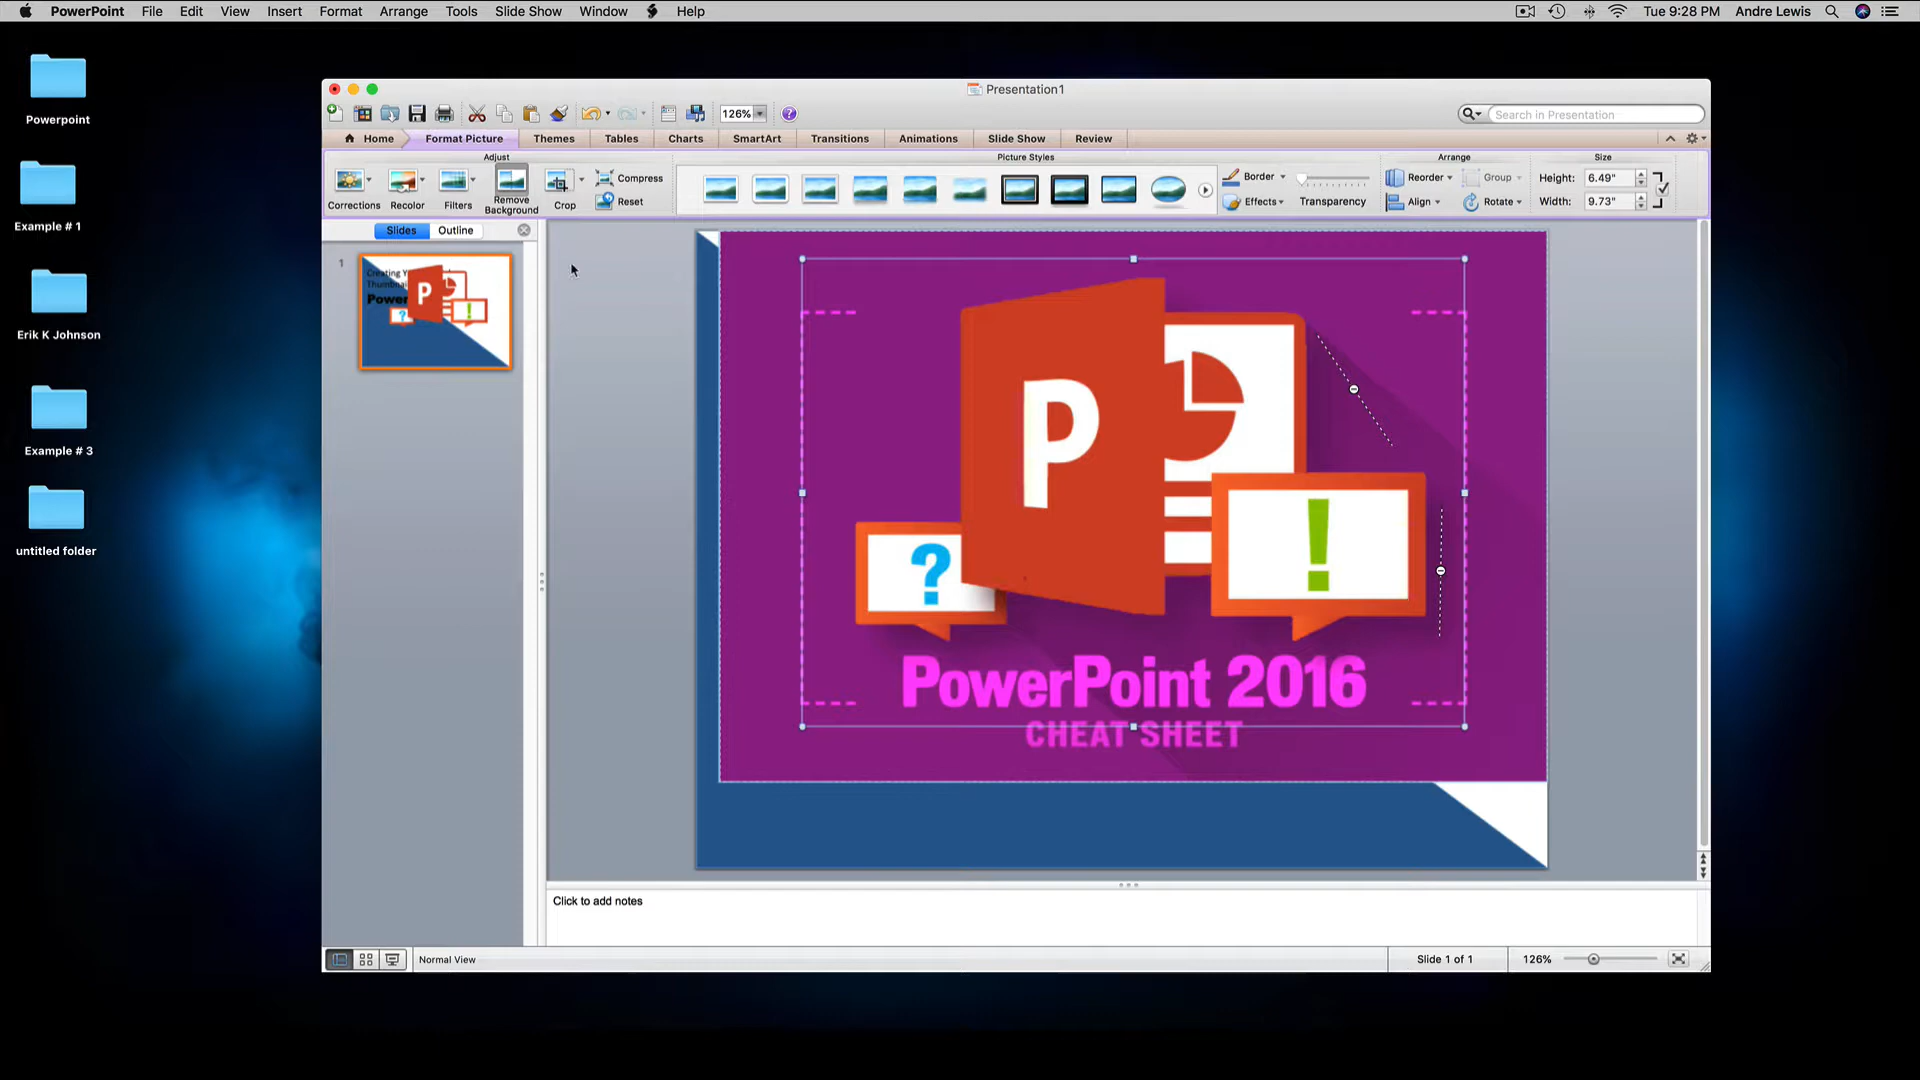 PowerPoint File Edit View Insert Format Arrange Tools Slide Show Window Help Tue 9:28 PM Andre Lewis
Powerpoint
Example # 1
Erik K Johnson
Example # 3
untitled folder
Presentation1
126%
?
Search in Presentation
Home Format Picture Themes Tables Charts SmartArt Transitions Animations Slide Show Review
Adjust Picture Styles Arrange Size
Corrections Recolor Filters Remove Background Crop Compress Reset
Border Effects Transparency
Reorder Group Align Rotate
Height: 6.49"
Width: 9.73"
Slides Outline
1
Creating Y
Thumbnai
Power
P
?
!
P
?
!
PowerPoint 2016
CHEAT SHEET
Click to add notes
Normal View Slide 1 of 1 126%